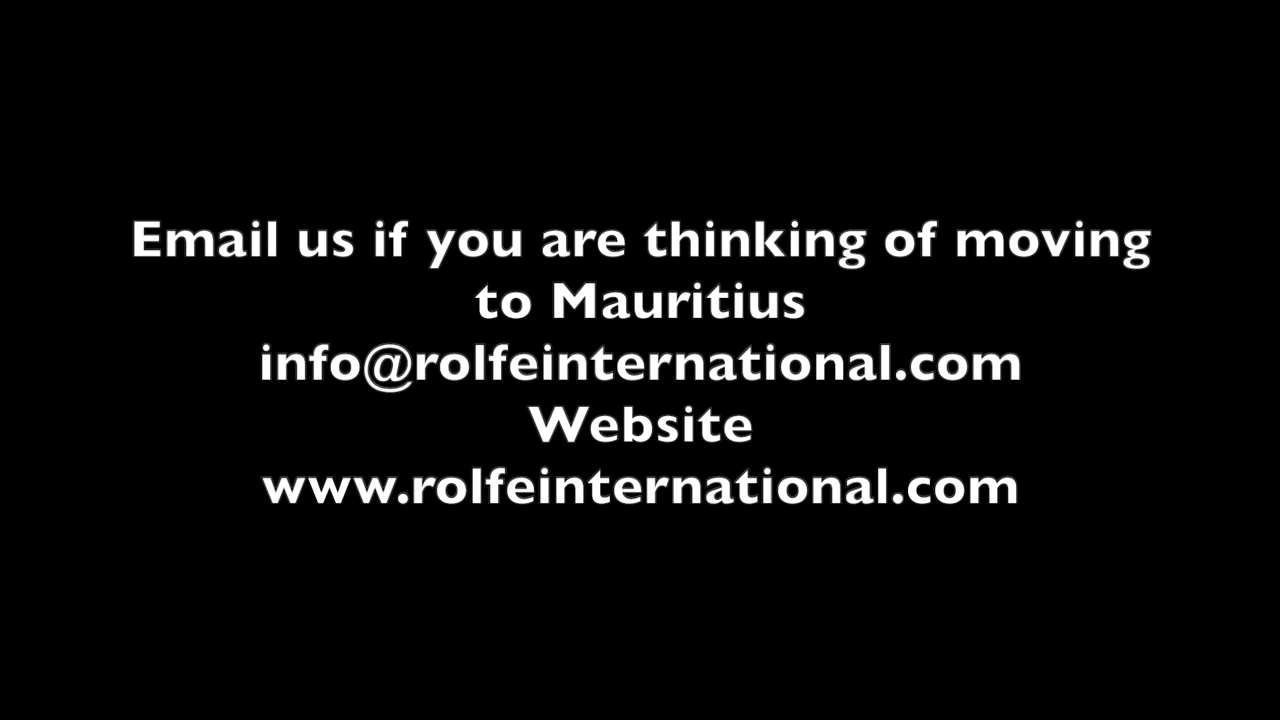 Email us if you are thinking of moving
to Mauritius
info@rolfeinternational.com
Website
www.rolfeinternational.com